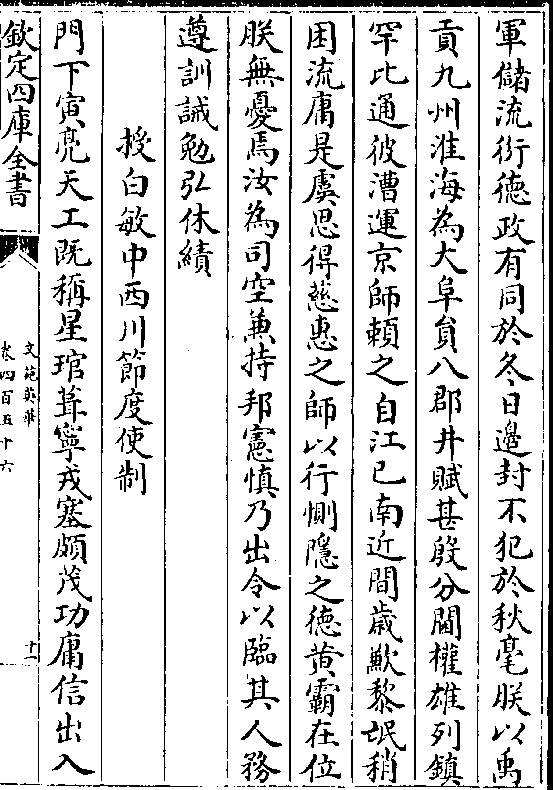 軍儲流衍德政有同於冬日邉封不犯於秋毫朕以禹
貢九州淮海為大阜貟八郡井賦甚殷分閫權雄列鎮
罕比通彼漕運京師頼之自江已南近間歳歉黎氓稍
困流庸是虞思得慈惠之師以行惻隠之徳黄霸在位
朕無憂焉汝為司空兼持邦憲慎乃出令以臨其人務
遵訓誡勉弘休績
授白敏中西川節度使制
門下寅亮天工既稱星琯葺寧戎塞頗茂功庸信出入
欽定四庫全書
文苑英華
卷四百五十六
十一